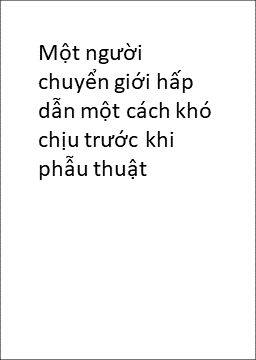 Một người
chuyển giới hấp
dẫn một cách khó
chịu trước khi
phẫu thuật